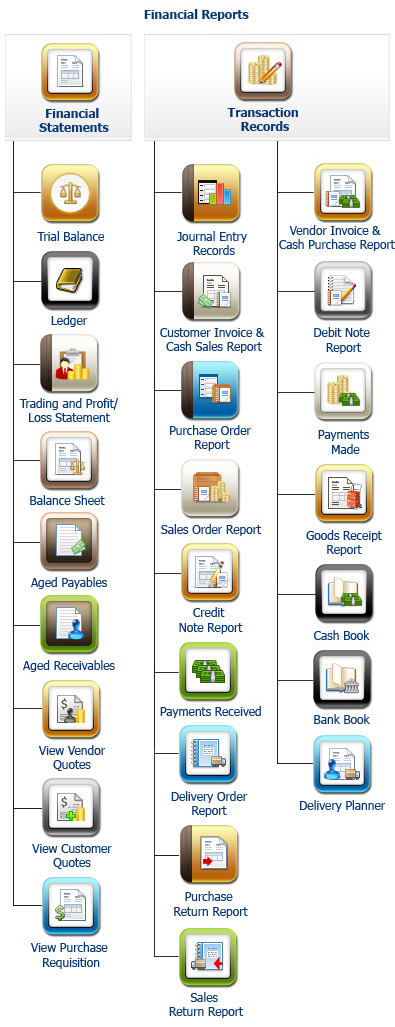 Financial Reports
Financial
Statements
Transaction
Records
Trial Balance
Ledger
Trading and Profit/
Loss Statement
Balance Sheet
Aged Payables
Aged Receivables
View Vendor
Quotes
View Customer
Quotes
View Purchase
Requisition
Journal Entry
Records
Customer Invoice &
Cash Sales Report
Purchase Order
Report
Sales Order Report
Credit
Note Report
Payments Received
Delivery Order
Report
Purchase
Return Report
Sales
Return Report
Vendor Invoice &
Cash Purchase Report
Debit Note
Report
Payments
Made
Goods Receipt
Report
Cash Book
Bank Book
Delivery Planner